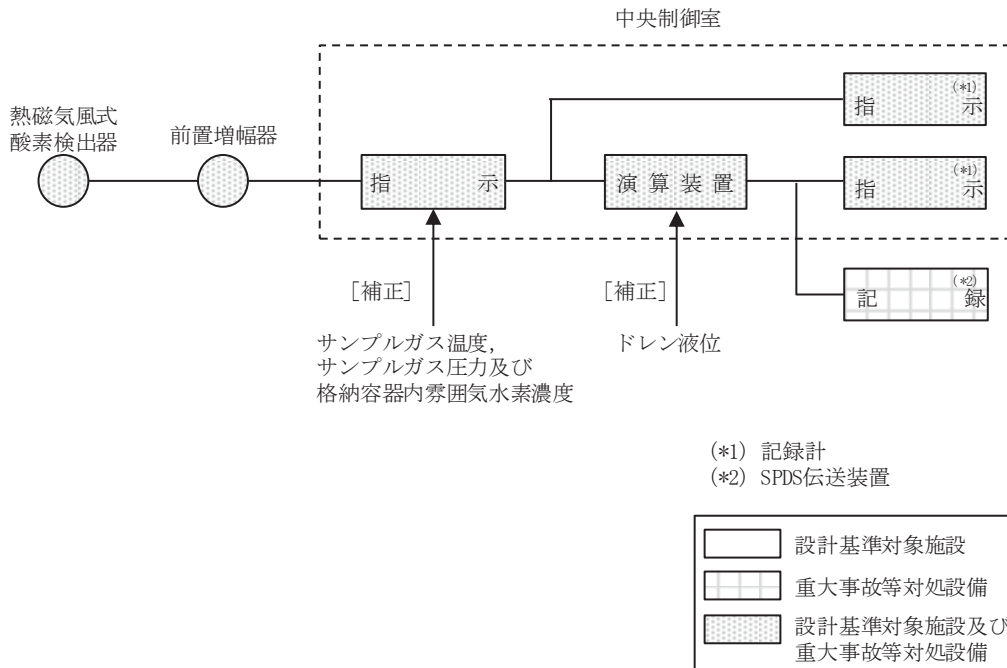 中央制御室
熱磁気風式
酸素検出器
前置増幅器
指示
演算装置
指示(*1)
指示(*1)
記録(*2)
[補正]
[補正]
サンプルガス温度,
サンプルガス圧力及び
格納容器内雰囲気水素濃度
ドレン液位
(*1) 記録計
(*2) SPDS伝送装置
設計基準対象施設
重大事故等対処設備
設計基準対象施設及び
重大事故等対処設備